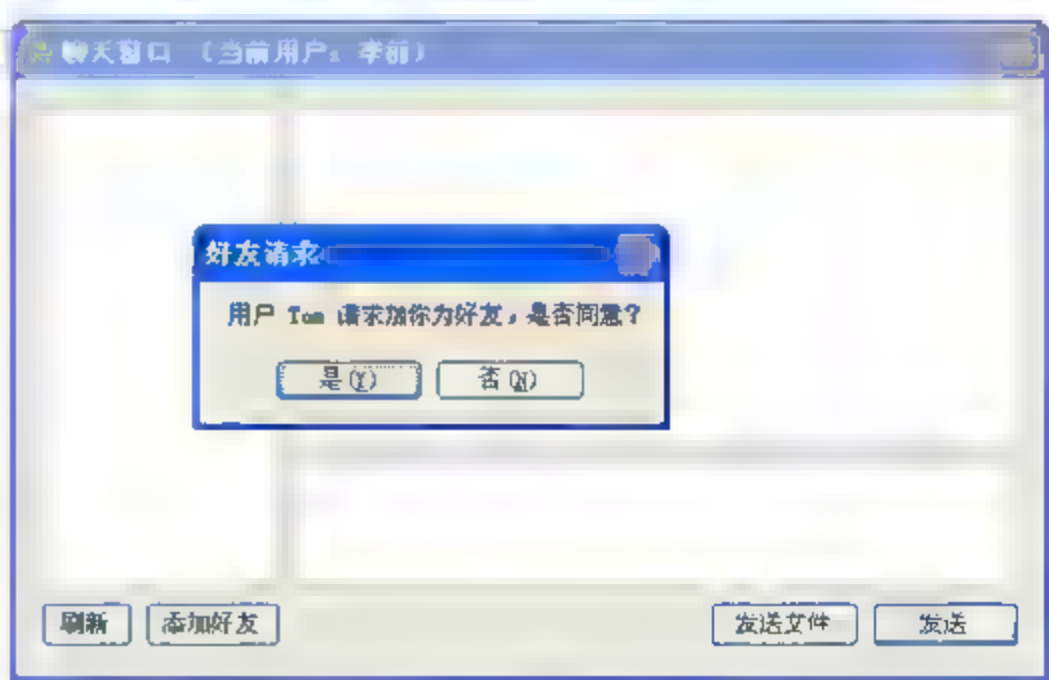 聊天窗口 （当前用户：李前）
好友请求
用户 Tom 请求加你为好友，是否同意？
是(Y)
否(N)
刷新
添加好友
发送文件
发送